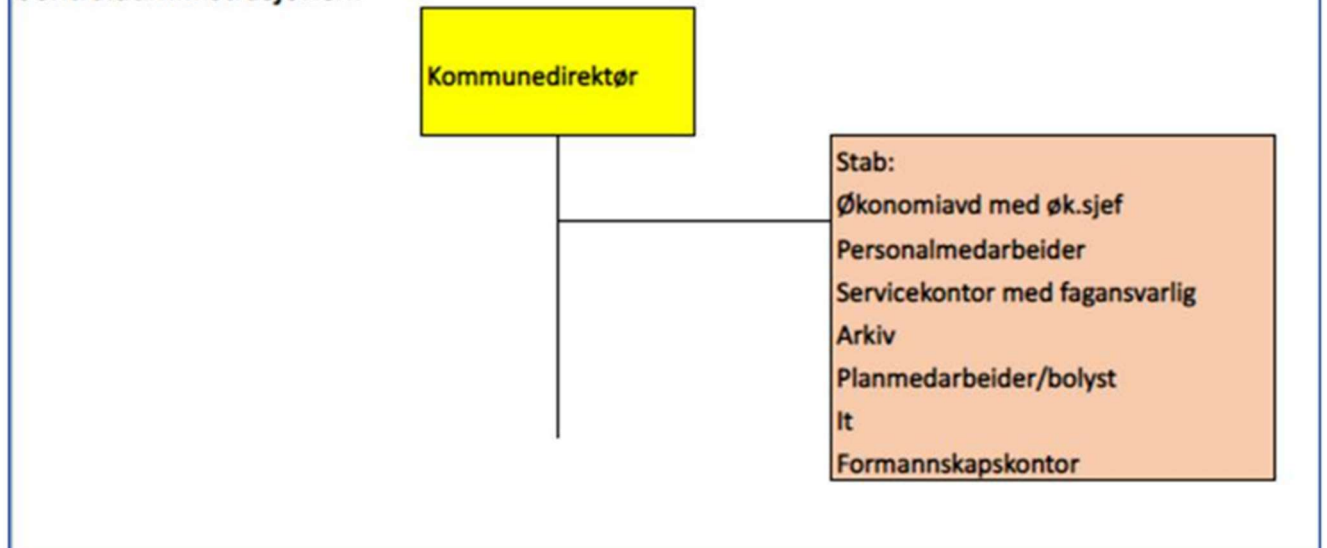 Kommunedirektør
Stab:
Økonomiavd med øk.sjef
Personalmedarbeider
Servicekontor med fagansvarlig
Arkiv
Planmedarbeider/bolyst
It
Formannskapskontor